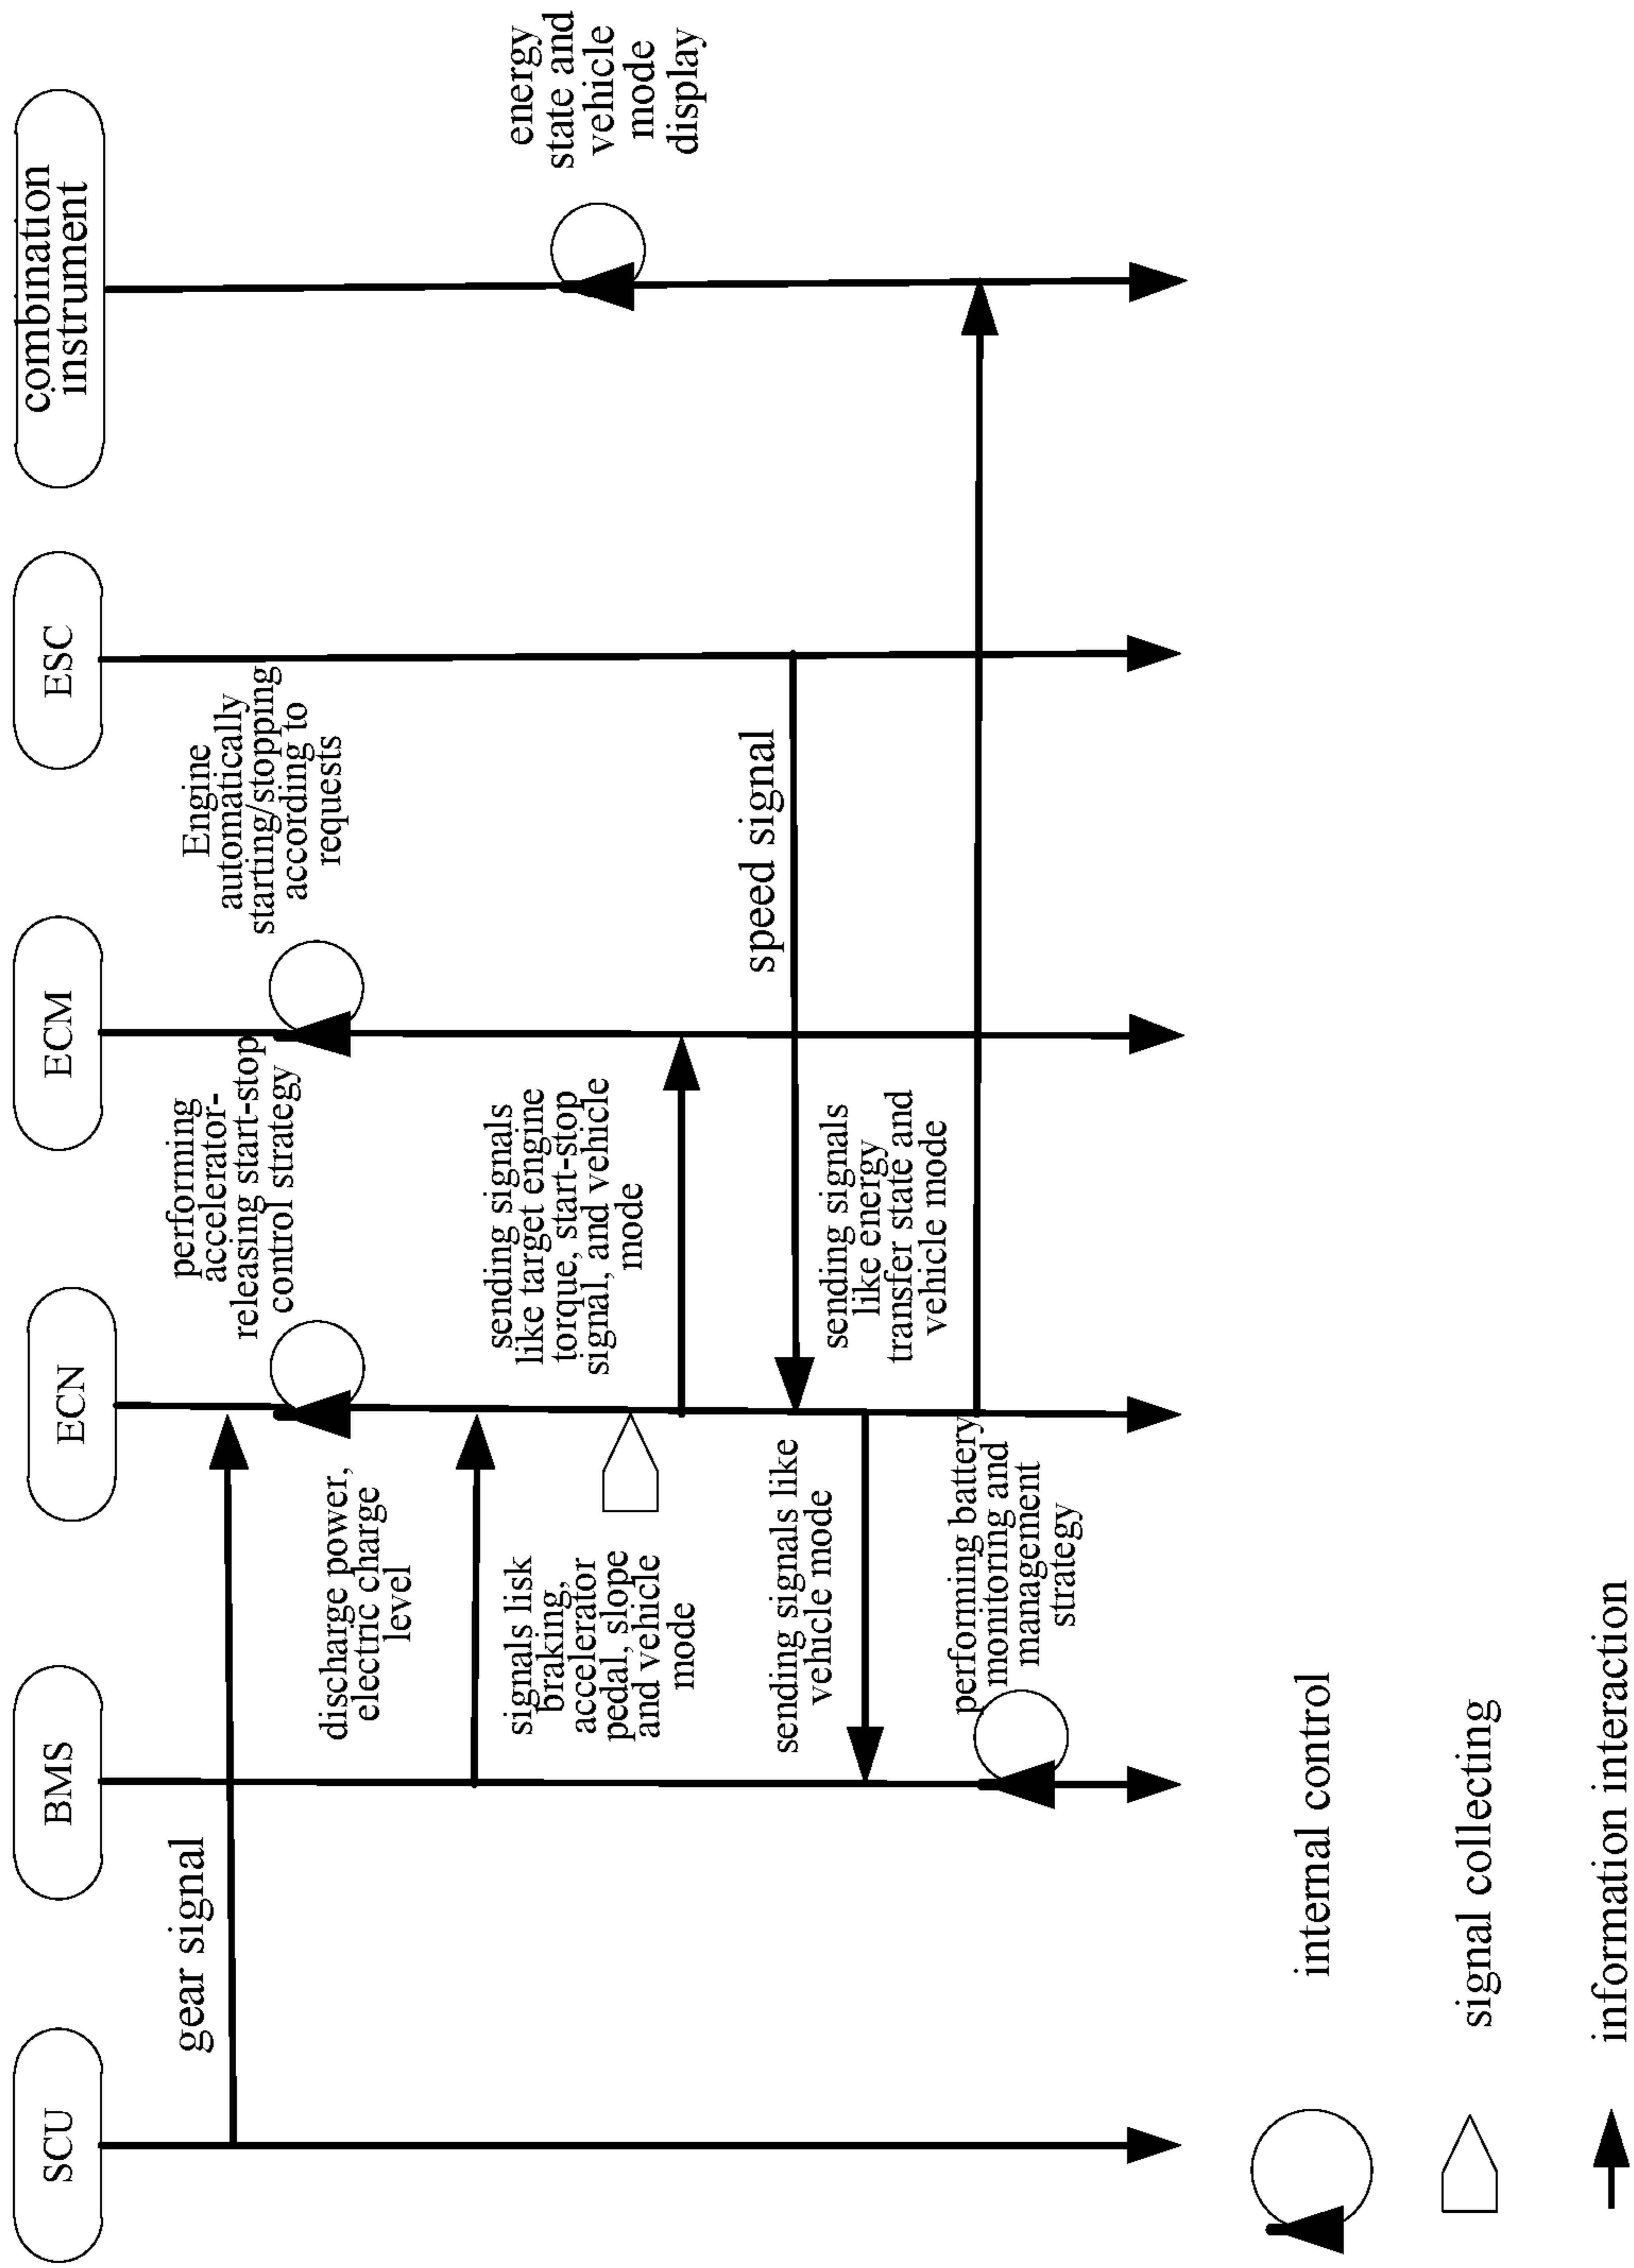 SCU
BMS
ECN
ECM
ESC
combination
instrument
gear signal
performing
accelerator-
releasing start-stop
control strategy
Engine
automatically
starting/stopping
according to
requests
discharge power,
electric charge
level
energy
state and
vehicle
mode
display
signals lisk
braking,
accelerator
pedal, slope
and vehicle
mode
sending signals
like target engine
torque, start-stop
signal, and vehicle
mode
speed signal
sending signals like
vehicle mode
sending signals
like energy
transfer state and
vehicle mode
performing battery
monitoring and
management
strategy
internal control
signal collecting
information interaction